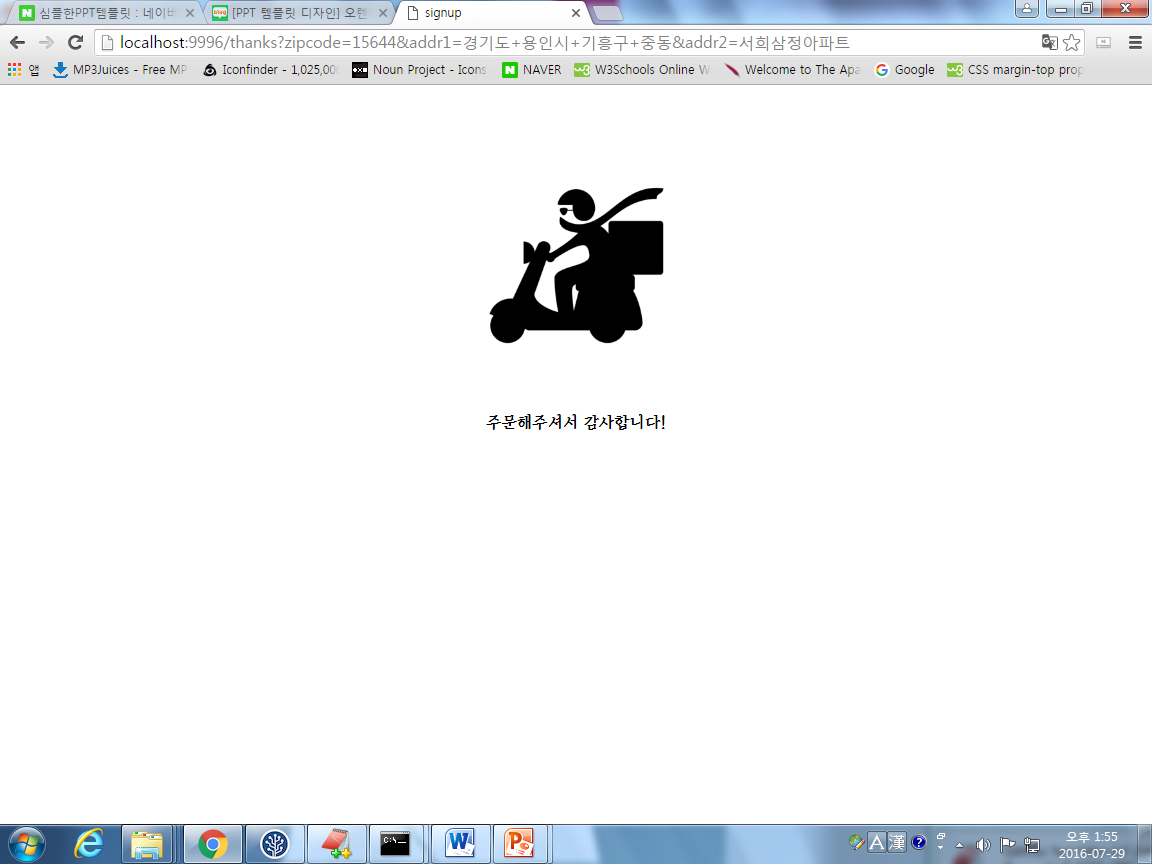 심플한PPT템플릿 : 네이버
[PPT 템플릿 디자인] 오렌
signup
localhost:9996/thanks?zipcode=15644&addr1=경기도+용인시+기흥구+중동&addr2=서희삼정아파트
앱
MP3Juices - Free MP
Iconfinder - 1,025,00
Noun Project - Icons
NAVER
W3Schools Online W
Welcome to The Apa
Google
CSS margin-top prop
주문해주셔서 감사합니다!
A 漢
오후 1:55
2016-07-29